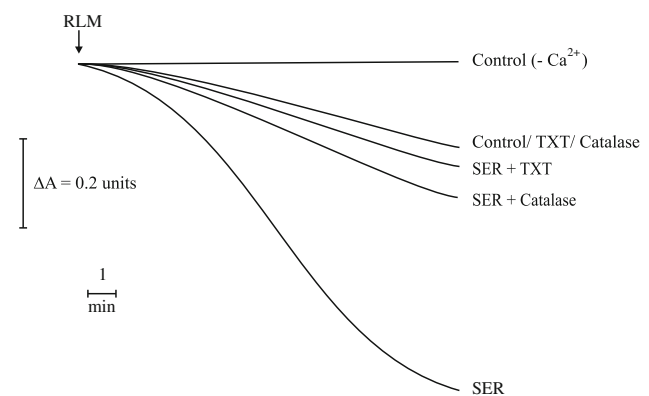 RLM
Control (- Ca²⁺)
Control/ TXT/ Catalase
SER + TXT
ΔA = 0.2 units
SER + Catalase
1
min
SER